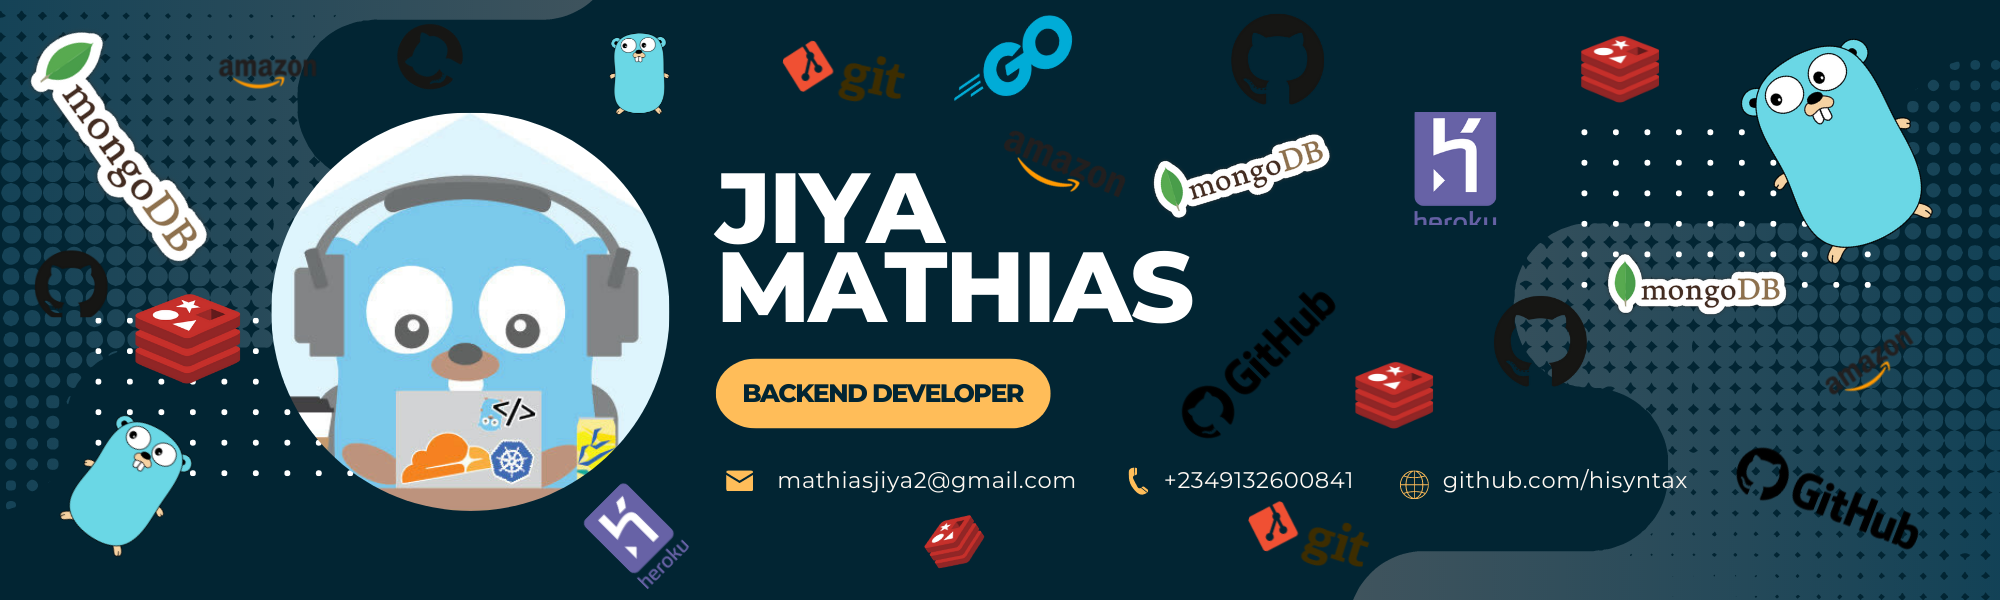 amazon
mongoDB
git
GO
amazon
mongoDB
heroku
JIYA
MATHIAS
mongoDB
GitHub
amazon
BACKEND DEVELOPER
</>
mathiasjiya2@gmail.com
+2349132600841
github.com/hisyntax
GitHub
heroku
git